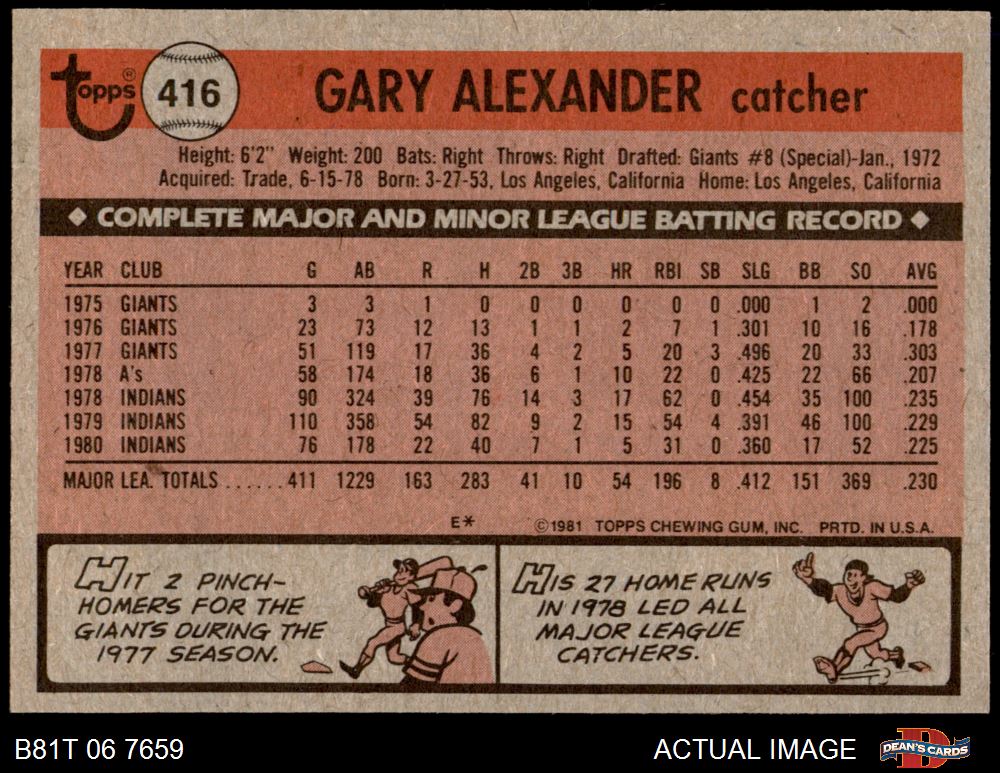 Topps® 416 GARY ALEXANDER catcher
Height: 6'2" Weight: 200 Bats: Right Throws: Right Drafted: Giants #8 (Special)-Jan., 1972
Acquired: Trade, 6-15-78 Born: 3-27-53, Los Angeles, California Home: Los Angeles, California
◆ COMPLETE MAJOR AND MINOR LEAGUE BATTING RECORD ◆
YEAR CLUB G AB R H 2B 3B HR RBI SB SLG BB SO AVG
1975 GIANTS 3 3 1 0 0 0 0 0 0 .000 1 2 .000
1976 GIANTS 23 73 12 13 1 1 2 7 1 .301 10 16 .178
1977 GIANTS 51 119 17 36 4 2 5 20 3 .496 20 33 .303
1978 A's 58 174 18 36 6 1 10 22 0 .425 22 66 .207
1978 INDIANS 90 324 39 76 14 3 17 62 0 .454 35 100 .235
1979 INDIANS 110 358 54 82 9 2 15 54 4 .391 46 100 .229
1980 INDIANS 76 178 22 40 7 1 5 31 0 .360 17 52 .225
MAJOR LEA. TOTALS ...... 411 1229 163 283 41 10 54 196 8 .412 151 369 .230
E* ©1981 TOPPS CHEWING GUM, INC. PRTD. IN U.S.A.
HIT 2 PINCH-
HOMERS FOR THE
GIANTS DURING THE
1977 SEASON.
HIS 27 HOME RUNS
IN 1978 LED ALL
MAJOR LEAGUE
CATCHERS.
B81T 06 7659 ACTUAL IMAGE DEAN'S CARDS